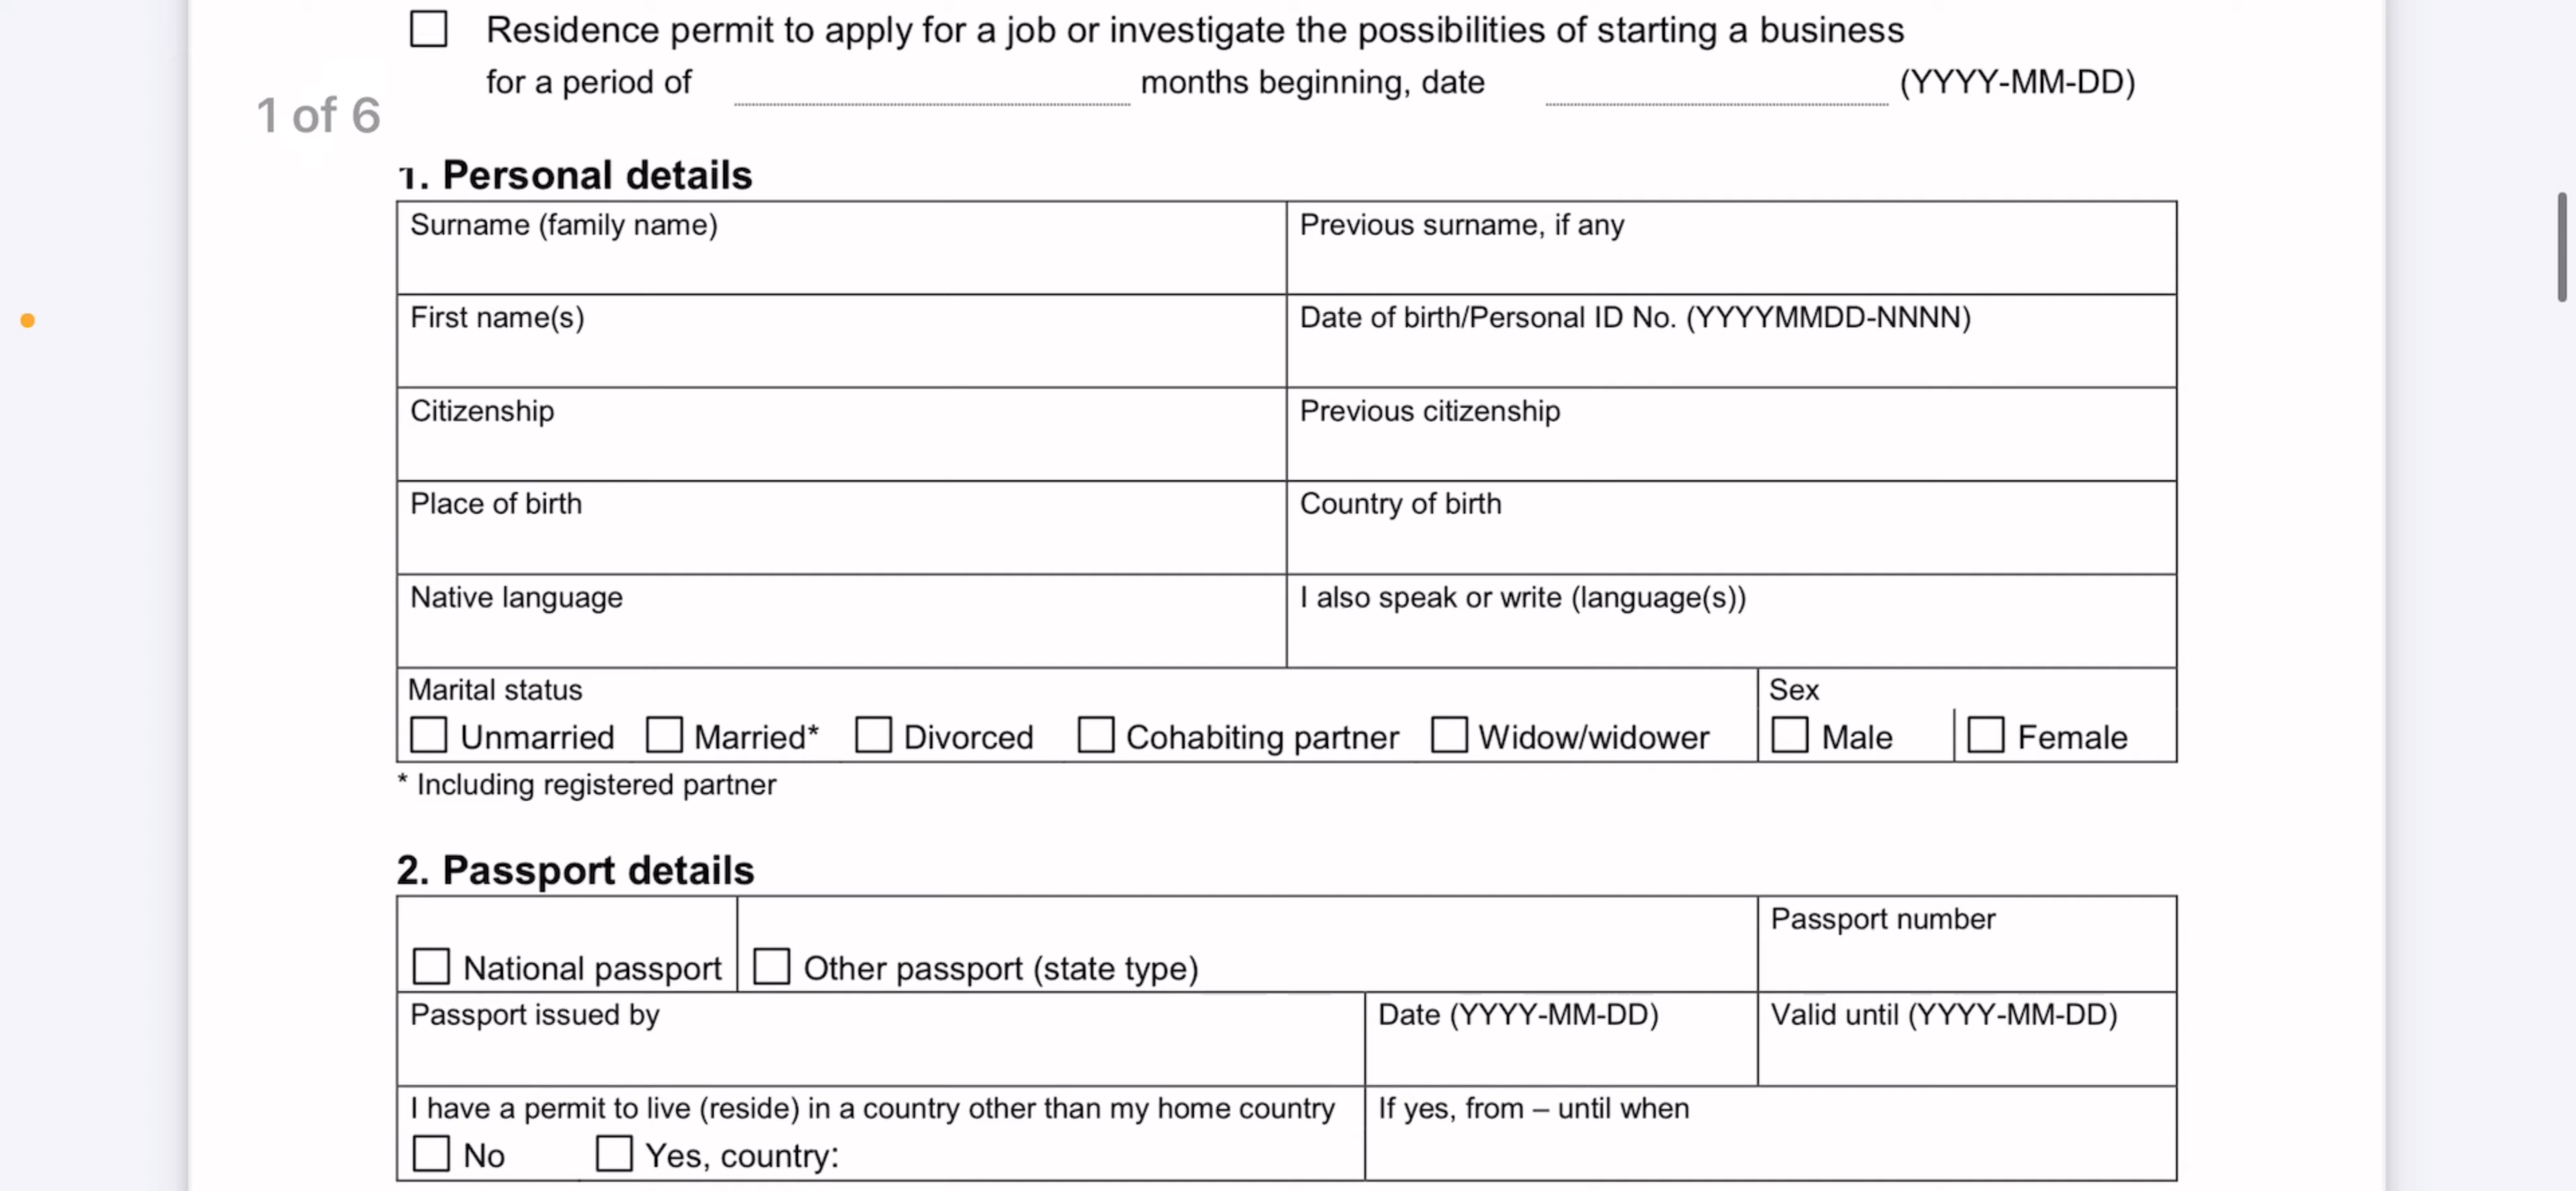 Residence permit to apply for a job or investigate the possibilities of starting a business
for a period of months beginning, date (YYYY-MM-DD)
1 of 6
1. Personal details
Surname (family name) Previous surname, if any
First name(s) Date of birth/Personal ID No. (YYYYMMDD-NNNN)
Citizenship Previous citizenship
Place of birth Country of birth
Native language I also speak or write (language(s))
Marital status Sex
Unmarried Married* Divorced Cohabiting partner Widow/widower Male Female
* Including registered partner
2. Passport details
Passport number
National passport Other passport (state type)
Passport issued by Date (YYYY-MM-DD) Valid until (YYYY-MM-DD)
I have a permit to live (reside) in a country other than my home country If yes, from – until when
No Yes, country: